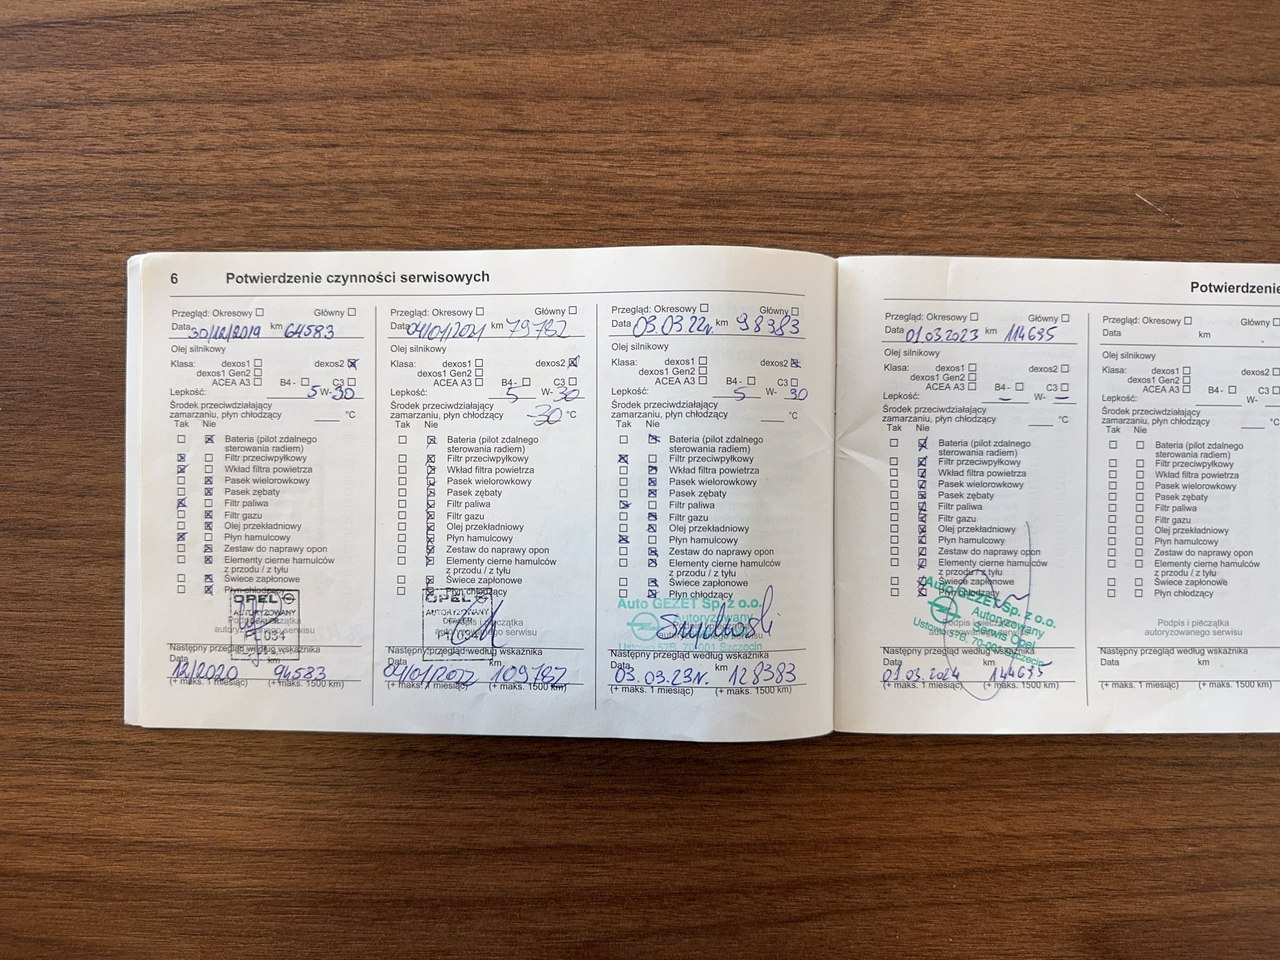 6 Potwierdzenie czynności serwisowych
Przegląd: Okresowy Główny
Data 30/12/2019 km 64583
Olej silnikowy
Klasa: dexos1 dexos2
dexos1 Gen2
ACEA A3 B4 - C3
Lepkość: 5 W- 30
Środek przeciwdziałający
zamarzaniu, płyn chłodzący °C
Tak Nie
Bateria (pilot zdalnego
sterowania radiem)
Filtr przeciwpyłkowy
Wkład filtra powietrza
Pasek wielorowkowy
Pasek zębaty
Filtr paliwa
Filtr gazu
Olej przekładniowy
Płyn hamulcowy
Zestaw do naprawy opon
Elementy cierne hamulców
z przodu / z tyłu
Świece zapłonowe
Płyn chłodzący
OPEL
AUTORYZOWANY
Podpis i pieczątka
autoryzowanego serwisu
PL 034
Następny przegląd według wskaźnika
Data km
12/2020 94583
(+ maks. 1 miesiąc) (+ maks. 1500 km)
Przegląd: Okresowy Główny
Data 04/01/2021 km 79782
Olej silnikowy
Klasa: dexos1 dexos2
dexos1 Gen2
ACEA A3 B4 - C3
Lepkość: 5 W- 30
Środek przeciwdziałający
zamarzaniu, płyn chłodzący -30 °C
Tak Nie
Bateria (pilot zdalnego
sterowania radiem)
Filtr przeciwpyłkowy
Wkład filtra powietrza
Pasek wielorowkowy
Pasek zębaty
Filtr paliwa
Filtr gazu
Olej przekładniowy
Płyn hamulcowy
Zestaw do naprawy opon
Elementy cierne hamulców
z przodu / z tyłu
Świece zapłonowe
Płyn chłodzący
OPEL
AUTORYZOWANY
Podpis i pieczątka
autoryzowanego serwisu
Następny przegląd według wskaźnika
Data km
04/01/2022 109782
(+ maks. 1 miesiąc) (+ maks. 1500 km)
Przegląd: Okresowy Główny
Data 03.03.22r. km 98383
Olej silnikowy
Klasa: dexos1 dexos2
dexos1 Gen2
ACEA A3 B4 - C3
Lepkość: 5 W- 30
Środek przeciwdziałający
zamarzaniu, płyn chłodzący °C
Tak Nie
Bateria (pilot zdalnego
sterowania radiem)
Filtr przeciwpyłkowy
Wkład filtra powietrza
Pasek wielorowkowy
Pasek zębaty
Filtr paliwa
Filtr gazu
Olej przekładniowy
Płyn hamulcowy
Zestaw do naprawy opon
Elementy cierne hamulców
z przodu / z tyłu
Świece zapłonowe
Płyn chłodzący
Auto GEZET Sp. z o.o.
Autoryzowany
Podpis i pieczątka
autoryzowanego serwisu
Szczecin
Następny przegląd według wskaźnika
Data km
03.03.23r. 128383
(+ maks. 1 miesiąc) (+ maks. 1500 km)
Potwierdzenie
Przegląd: Okresowy Główny
Data 01.03.2023 km 114695
Olej silnikowy
Klasa: dexos1 dexos2
dexos1 Gen2
ACEA A3 B4 - C3
Lepkość: – W- –
Środek przeciwdziałający
zamarzaniu, płyn chłodzący °C
Tak Nie
Bateria (pilot zdalnego
sterowania radiem)
Filtr przeciwpyłkowy
Wkład filtra powietrza
Pasek wielorowkowy
Pasek zębaty
Filtr paliwa
Filtr gazu
Olej przekładniowy
Płyn hamulcowy
Zestaw do naprawy opon
Elementy cierne hamulców
z przodu / z tyłu
Świece zapłonowe
Płyn chłodzący
Auto GEZET Sp. z o.o.
Autoryzowany
Serwis Opel
Podpis i pieczątka
autoryzowanego serwisu
Następny przegląd według wskaźnika
Data km
01.03.2024 144695
(+ maks. 1 miesiąc) (+ maks. 1500 km)
Przegląd: Okresowy Główny
Data km
Olej silnikowy
Klasa: dexos1 dexos2
dexos1 Gen2
ACEA A3 B4 - C3
Lepkość: W-
Środek przeciwdziałający
zamarzaniu, płyn chłodzący °C
Tak Nie
Bateria (pilot zdalnego
sterowania radiem)
Filtr przeciwpyłkowy
Wkład filtra powietrza
Pasek wielorowkowy
Pasek zębaty
Filtr paliwa
Filtr gazu
Olej przekładniowy
Płyn hamulcowy
Zestaw do naprawy opon
Elementy cierne hamulców
z przodu / z tyłu
Świece zapłonowe
Płyn chłodzący
Podpis i pieczątka
autoryzowanego serwisu
Następny przegląd według wskaźnika
Data km
(+ maks. 1 miesiąc) (+ maks. 1500 km)